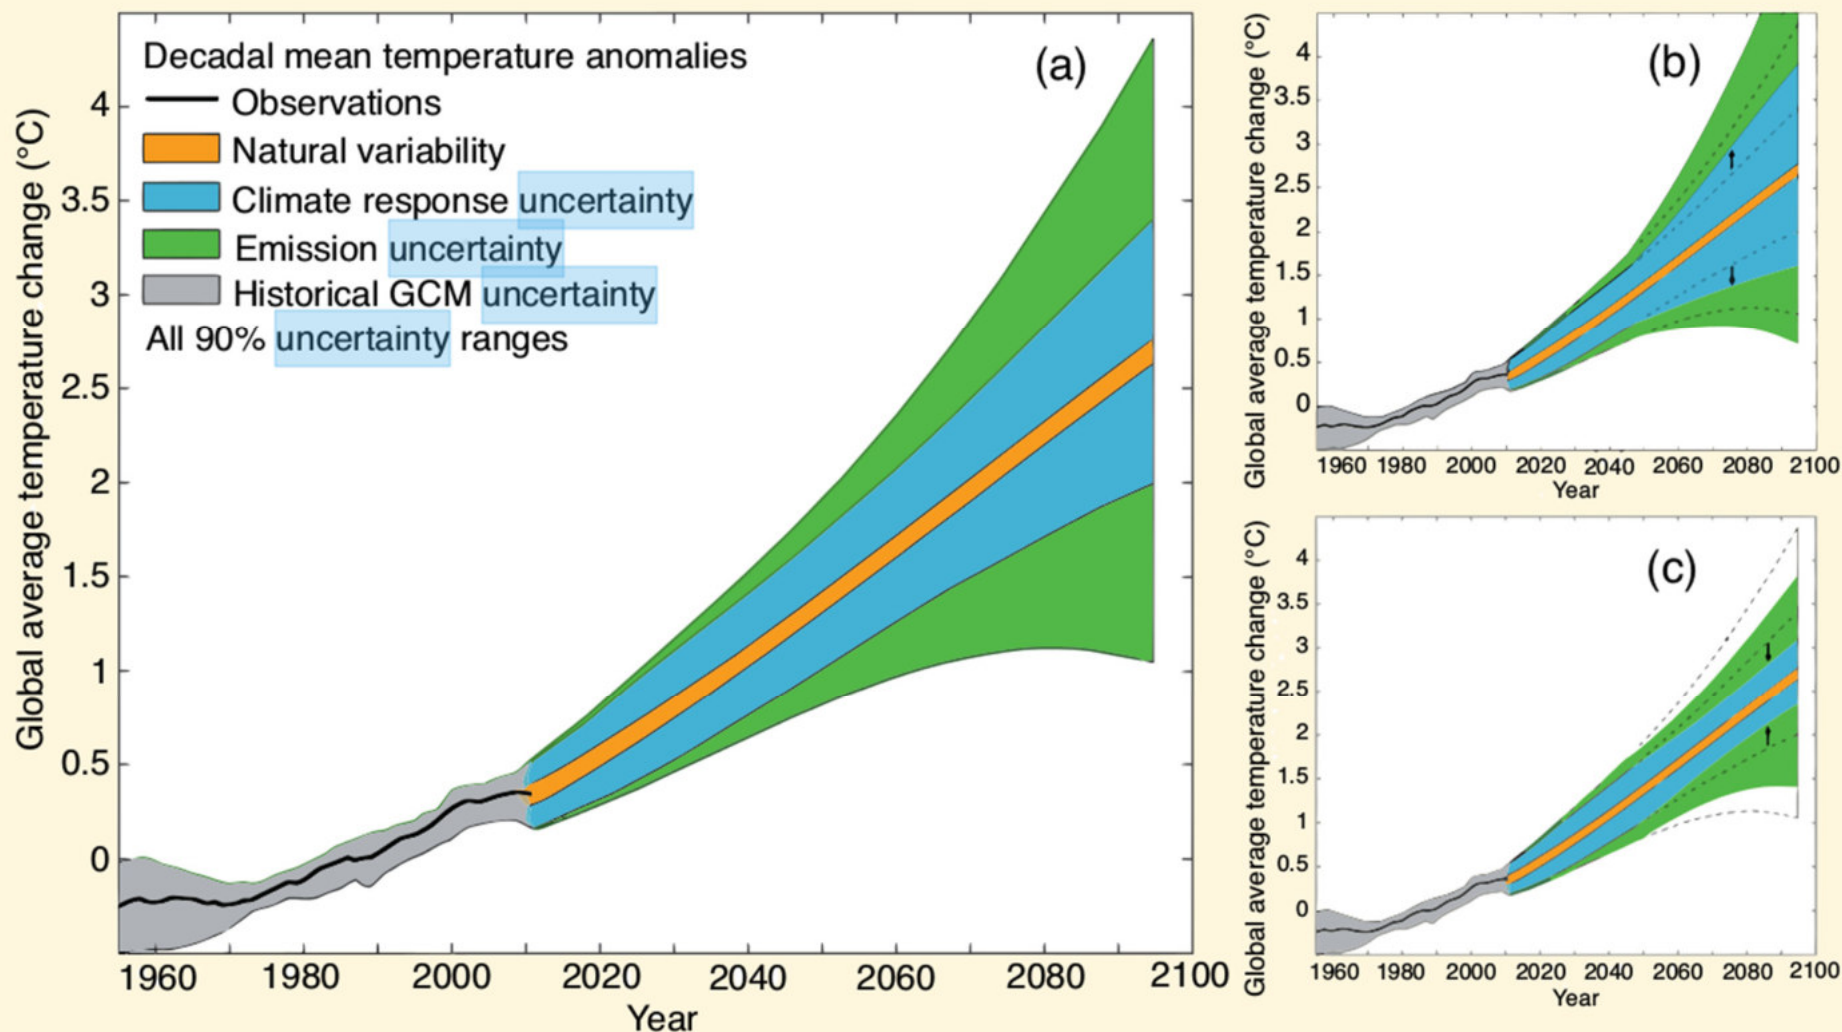 Decadal mean temperature anomalies
Observations
Natural variability
Climate response uncertainty
Emission uncertainty
Historical GCM uncertainty
All 90% uncertainty ranges
(a)
Global average temperature change (°C)
4
3.5
3
2.5
2
1.5
1
0.5
0
1960 1980 2000 2020 2040 2060 2080 2100
Year
(b)
Global average temperature change (°C)
4
3.5
3
2.5
2
1.5
1
0.5
0
1960 1980 2000 2020 2040 2060 2080 2100
Year
(c)
Global average temperature change (°C)
4
3.5
3
2.5
2
1.5
1
0.5
0
1960 1980 2000 2020 2040 2060 2080 2100
Year